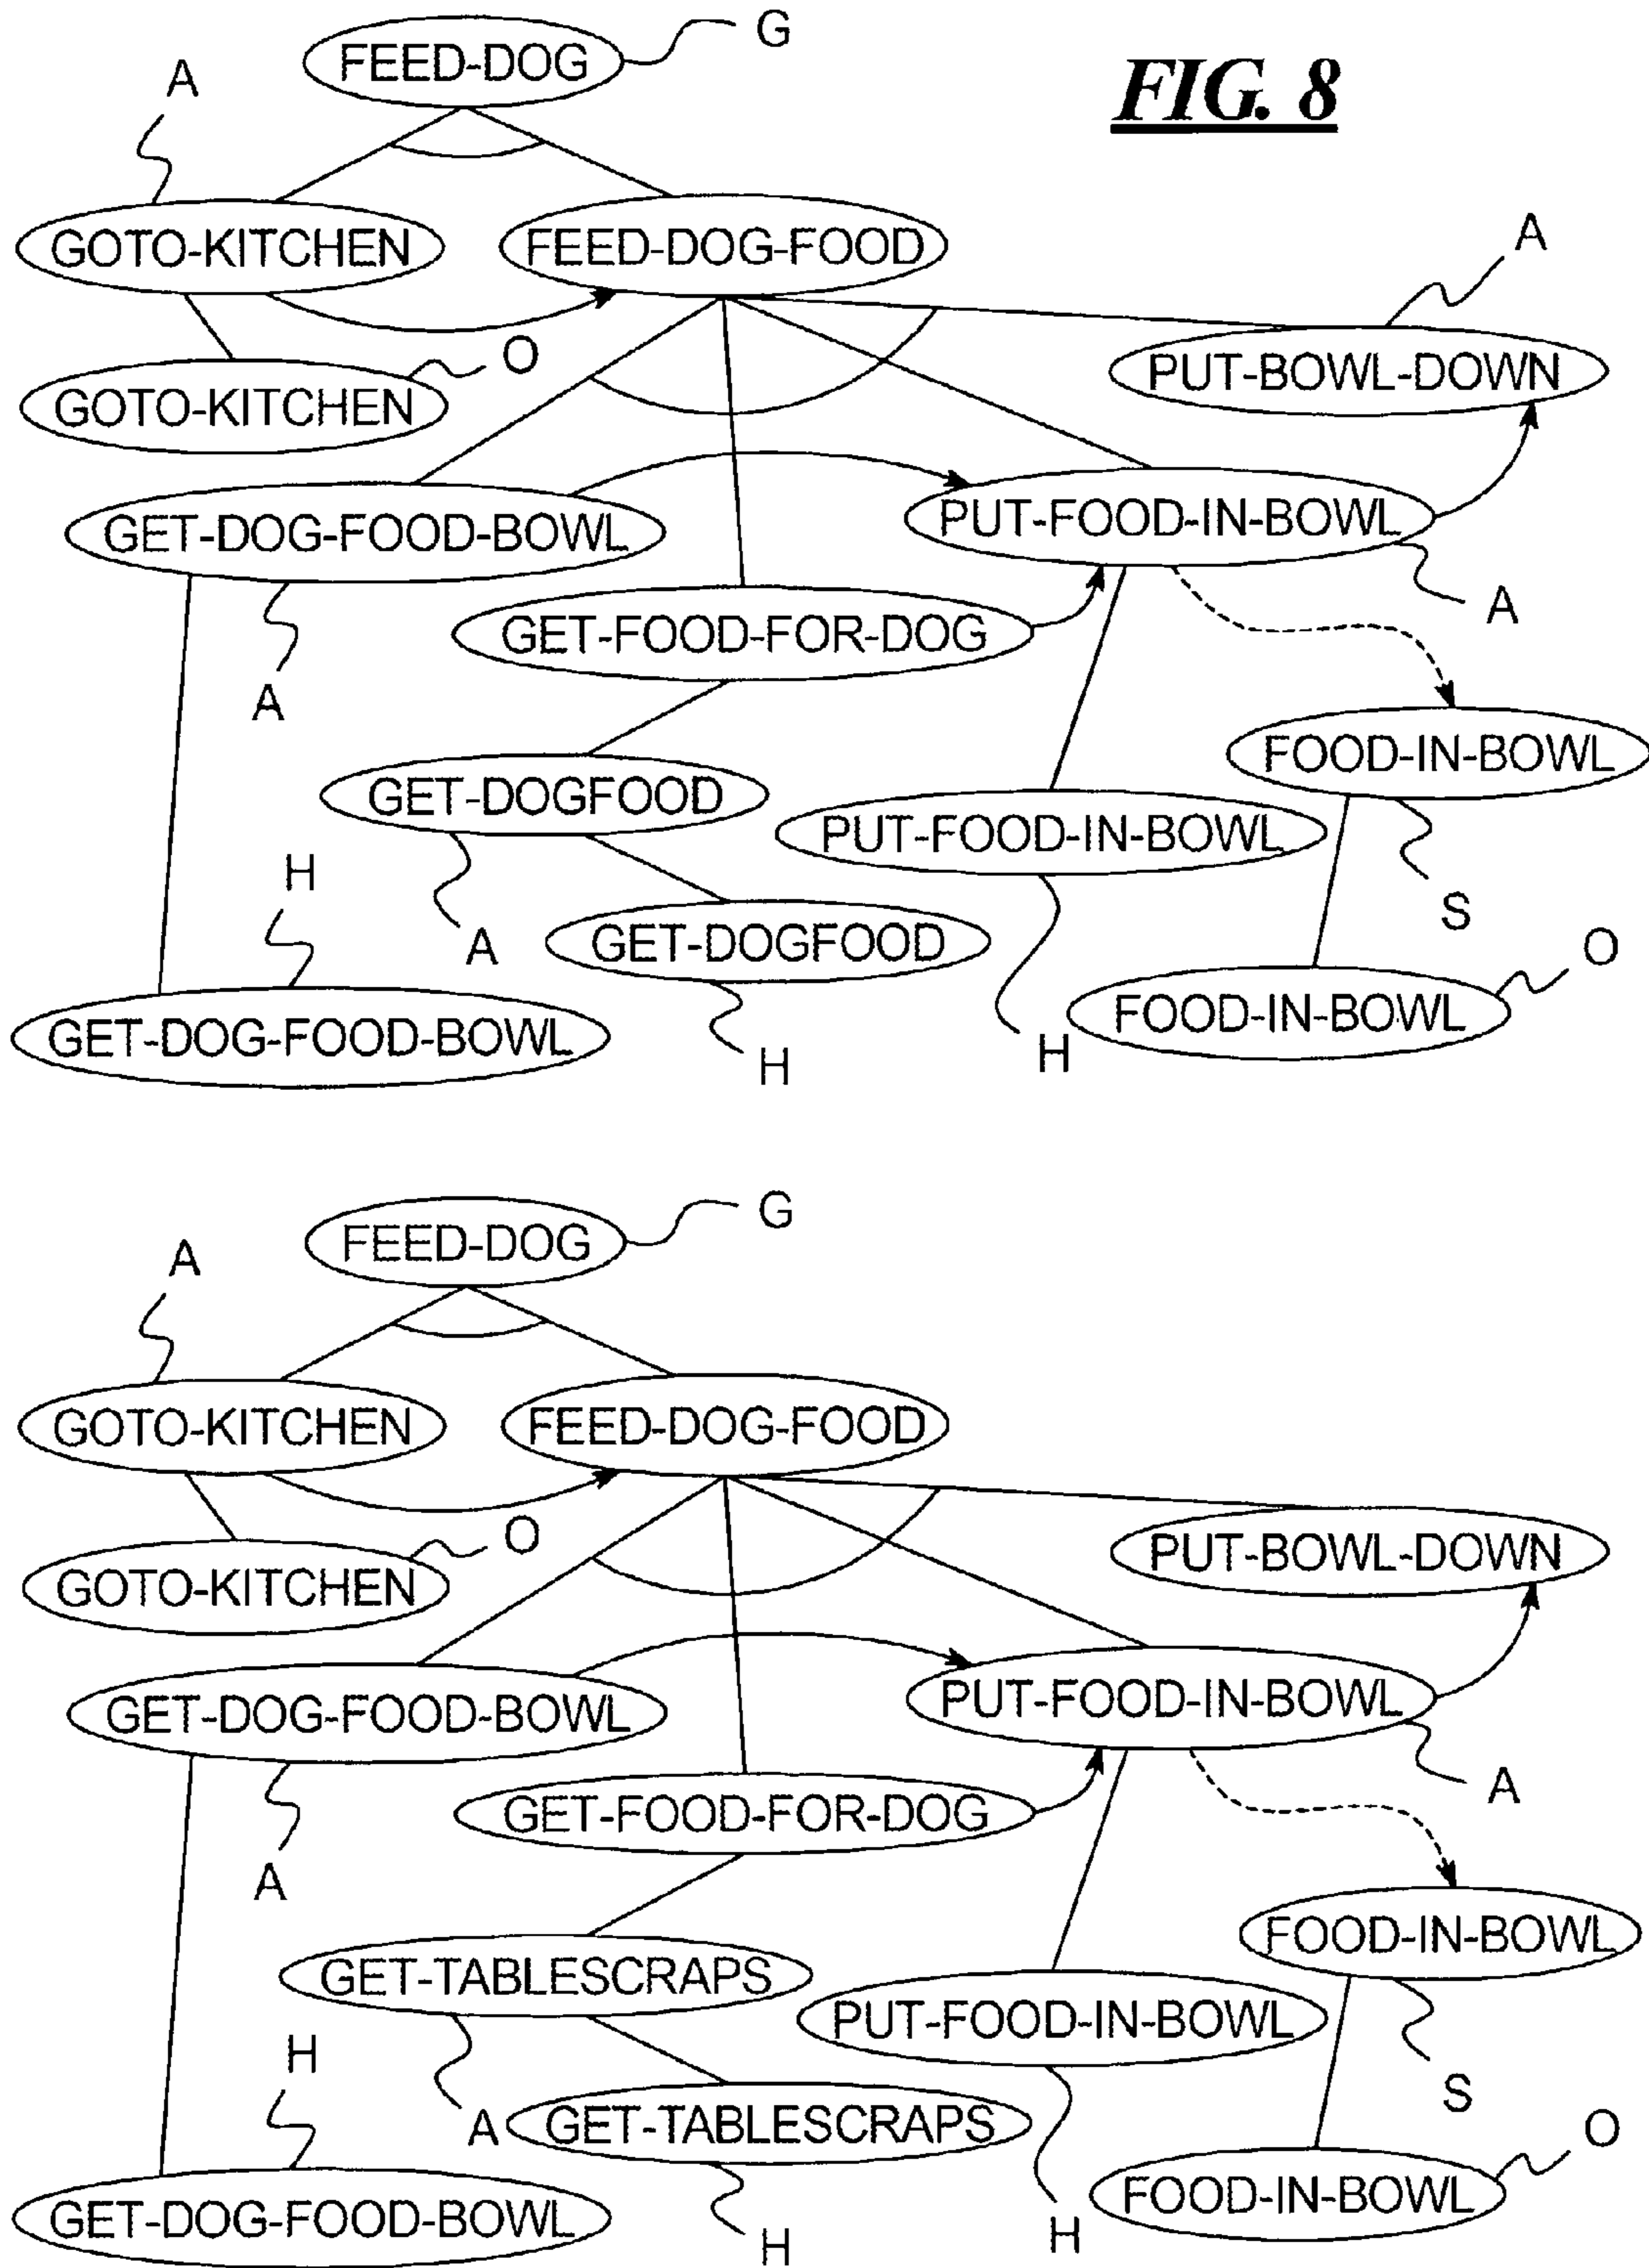 FIG. 8
FEED-DOG
G
A
GOTO-KITCHEN
FEED-DOG-FOOD
A
GOTO-KITCHEN
O
PUT-BOWL-DOWN
GET-DOG-FOOD-BOWL
PUT-FOOD-IN-BOWL
A
GET-FOOD-FOR-DOG
A
FOOD-IN-BOWL
GET-DOGFOOD
PUT-FOOD-IN-BOWL
H
A
GET-DOGFOOD
S
O
GET-DOG-FOOD-BOWL
H
H
FOOD-IN-BOWL
FEED-DOG
G
A
GOTO-KITCHEN
FEED-DOG-FOOD
GOTO-KITCHEN
O
PUT-BOWL-DOWN
GET-DOG-FOOD-BOWL
PUT-FOOD-IN-BOWL
A
GET-FOOD-FOR-DOG
A
FOOD-IN-BOWL
GET-TABLESCRAPS
PUT-FOOD-IN-BOWL
H
A
GET-TABLESCRAPS
S
O
GET-DOG-FOOD-BOWL
H
H
FOOD-IN-BOWL